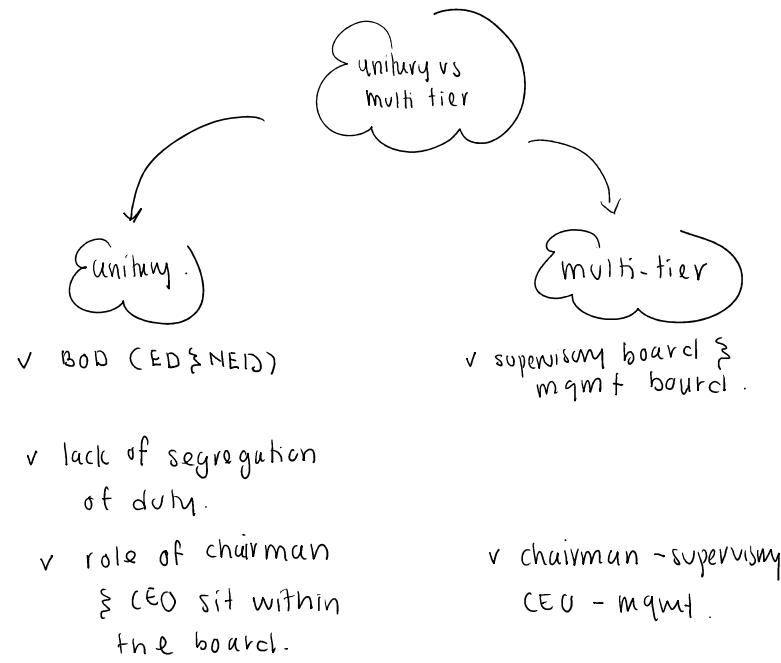 unitary vs
multi tier
unitary.
multi-tier
✓ BOD (ED & NED)
✓ supervisory board &
mgmt board.
✓ lack of segregation
of duty.
✓ role of chairman
& CEO sit within
the board.
✓ chairman - supervisory
CEO - mgmt.